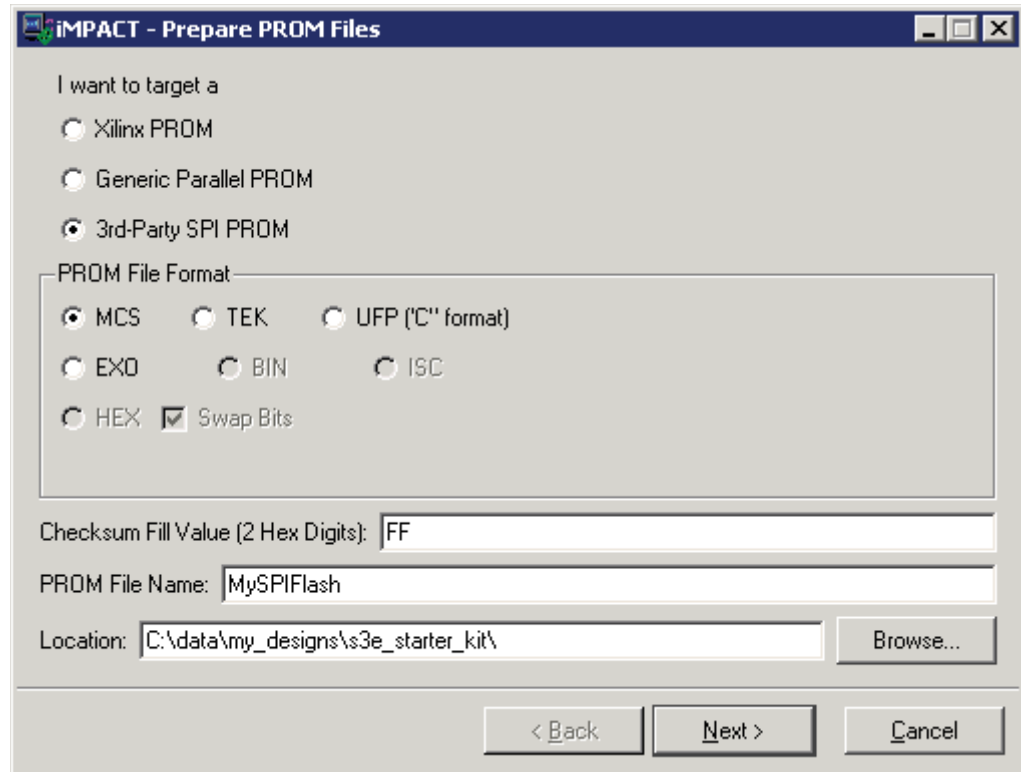 iMPACT - Prepare PROM Files
I want to target a
Xilinx PROM
Generic Parallel PROM
3rd-Party SPI PROM
PROM File Format
MCS TEK UFP ('C" format)
EXO BIN ISC
HEX Swap Bits
Checksum Fill Value (2 Hex Digits): FF
PROM File Name: MySPIFlash
Location: C:\data\my_designs\s3e_starter_kit\ Browse...
< Back Next > Cancel